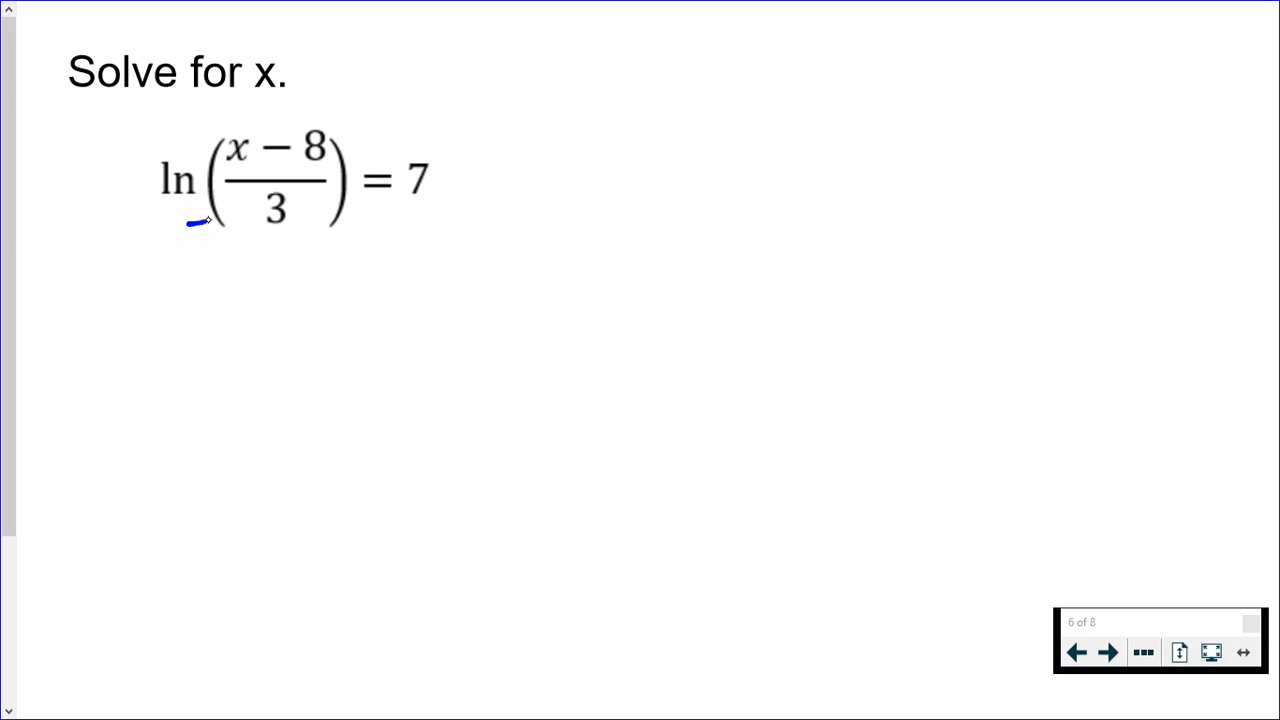 Solve for x.
ln((x − 8)/3) = 7
6 of 8